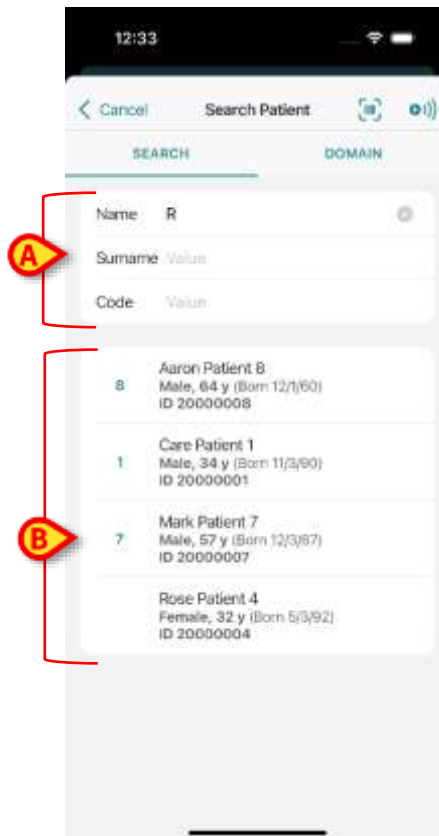 12:33
Cancel Search Patient
SEARCH DOMAIN
Name R
Surname Value
Code Value
A
8 Aaron Patient 8
Male, 64 y (Born 12/1/60)
ID 20000008
1 Care Patient 1
Male, 34 y (Born 11/3/90)
ID 20000001
B
7 Mark Patient 7
Male, 57 y (Born 12/3/67)
ID 20000007
Rose Patient 4
Female, 32 y (Born 5/3/92)
ID 20000004